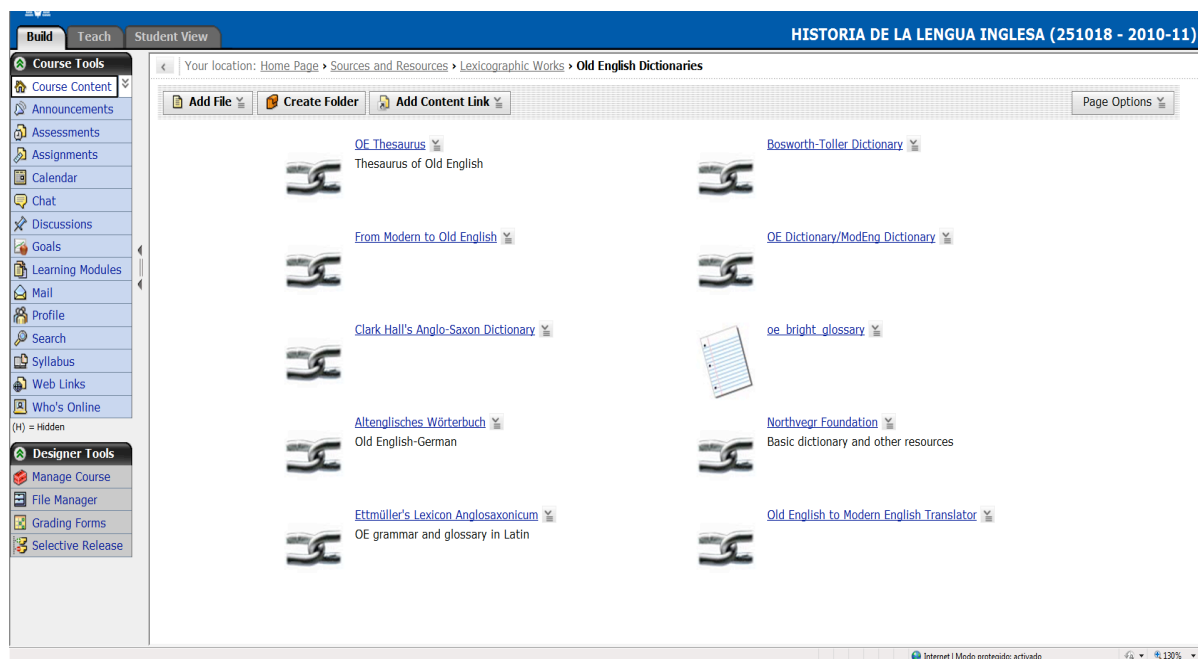 Build Teach Student View
HISTORIA DE LA LENGUA INGLESA (251018 - 2010-11)
Course Tools
Course Content
Announcements
Assessments
Assignments
Calendar
Chat
Discussions
Goals
Learning Modules
Mail
Profile
Search
Syllabus
Web Links
Who's Online
(H) = Hidden
Designer Tools
Manage Course
File Manager
Grading Forms
Selective Release
Your location: Home Page › Sources and Resources › Lexicographic Works › Old English Dictionaries
Add File Create Folder Add Content Link Page Options
OE Thesaurus
Thesaurus of Old English
Bosworth-Toller Dictionary
From Modern to Old English
OE Dictionary/ModEng Dictionary
Clark Hall's Anglo-Saxon Dictionary
oe_bright_glossary
Altenglisches Wörterbuch
Old English-German
Northvegr Foundation
Basic dictionary and other resources
Ettmüller's Lexicon Anglosaxonicum
OE grammar and glossary in Latin
Old English to Modern English Translator
Internet | Modo protegido: activado 130%